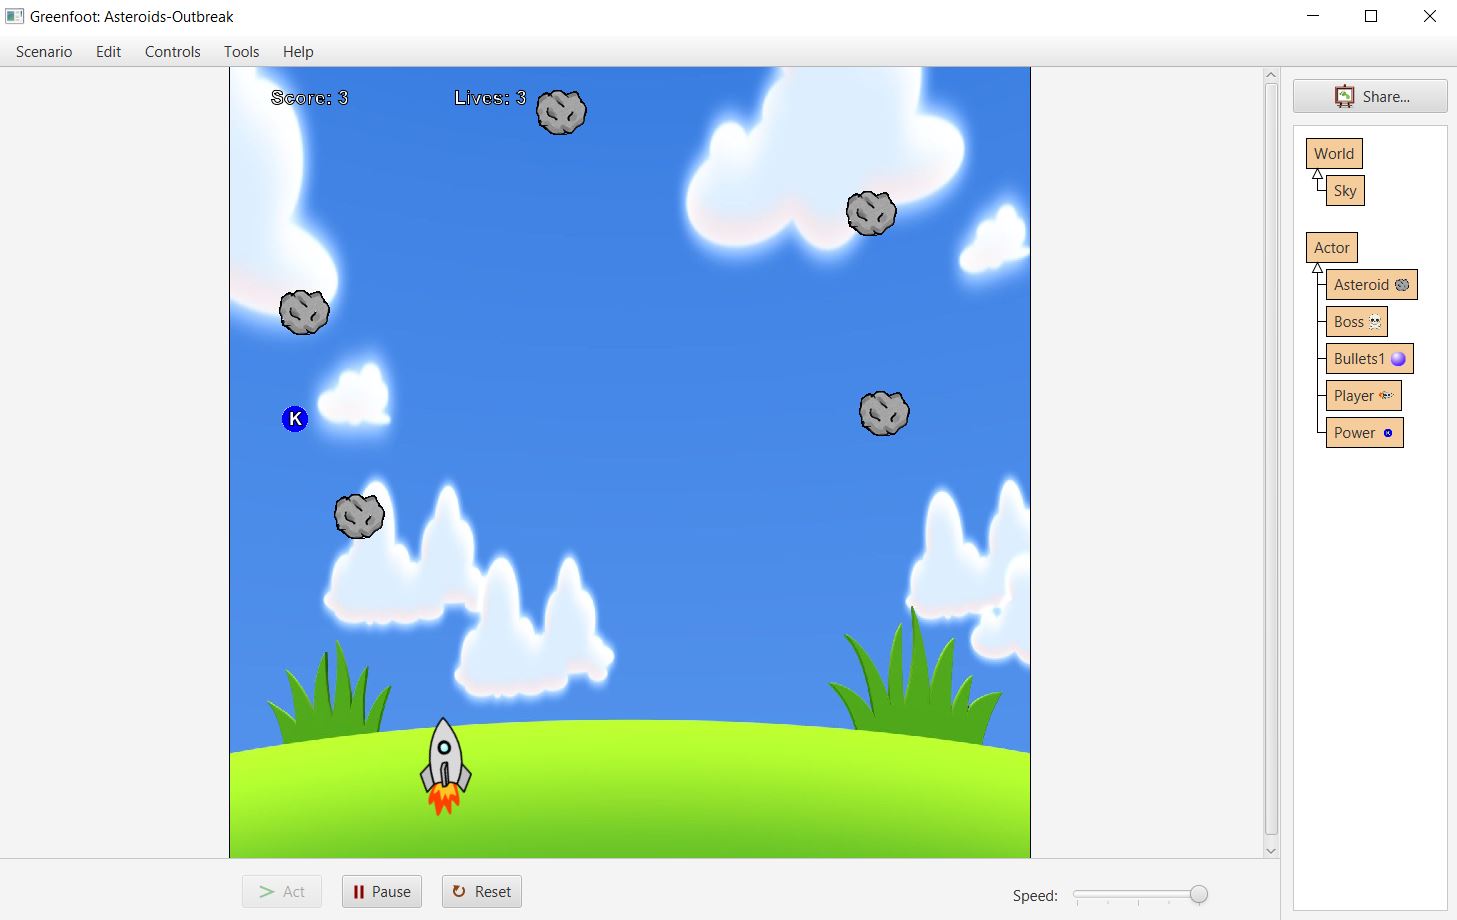 Greenfoot: Asteroids-Outbreak
Scenario Edit Controls Tools Help
Score: 3 Lives: 3
K
Share...
World
Sky
Actor
Asteroid
Boss
Bullets1
Player
Power
> Act Pause Reset Speed: